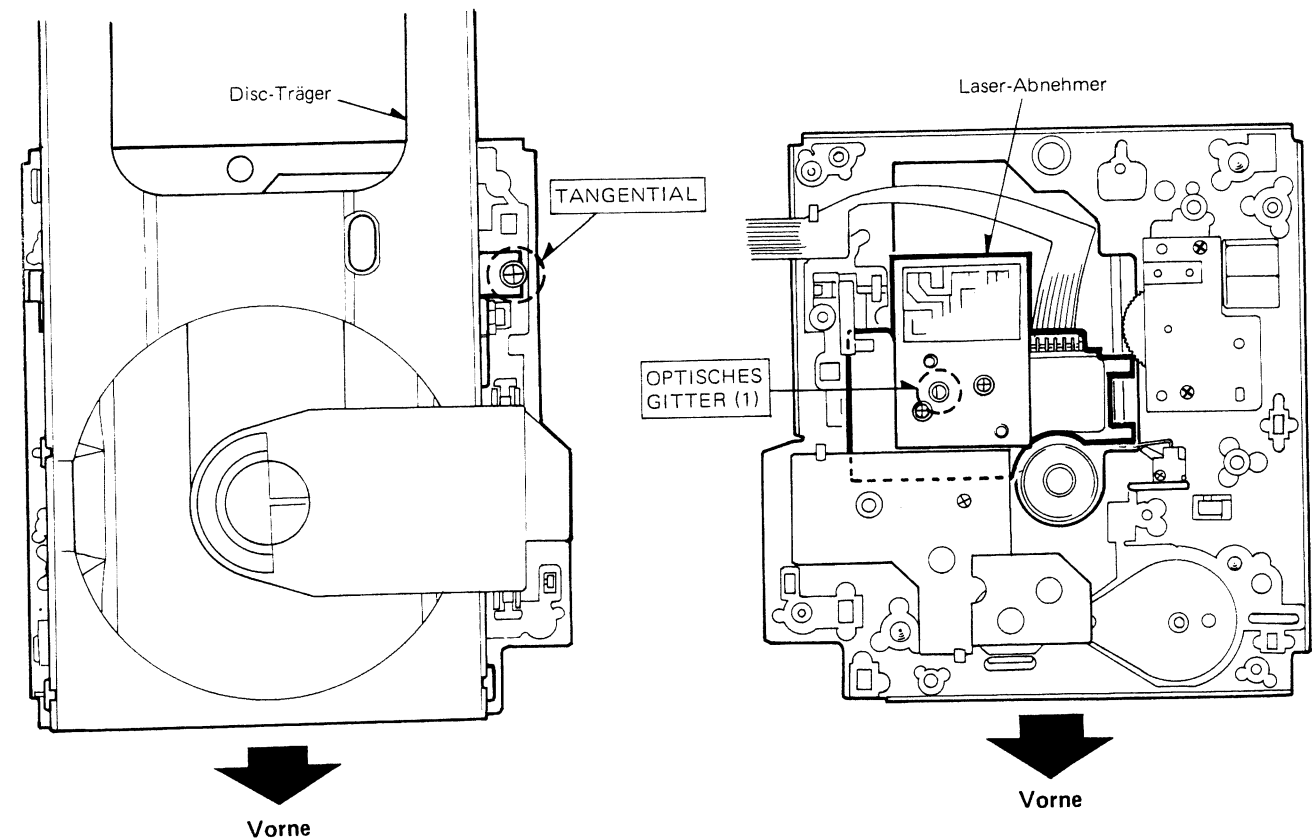 Disc-Träger
TANGENTIAL
Vorne
Laser-Abnehmer
OPTISCHES
GITTER (1)
Vorne